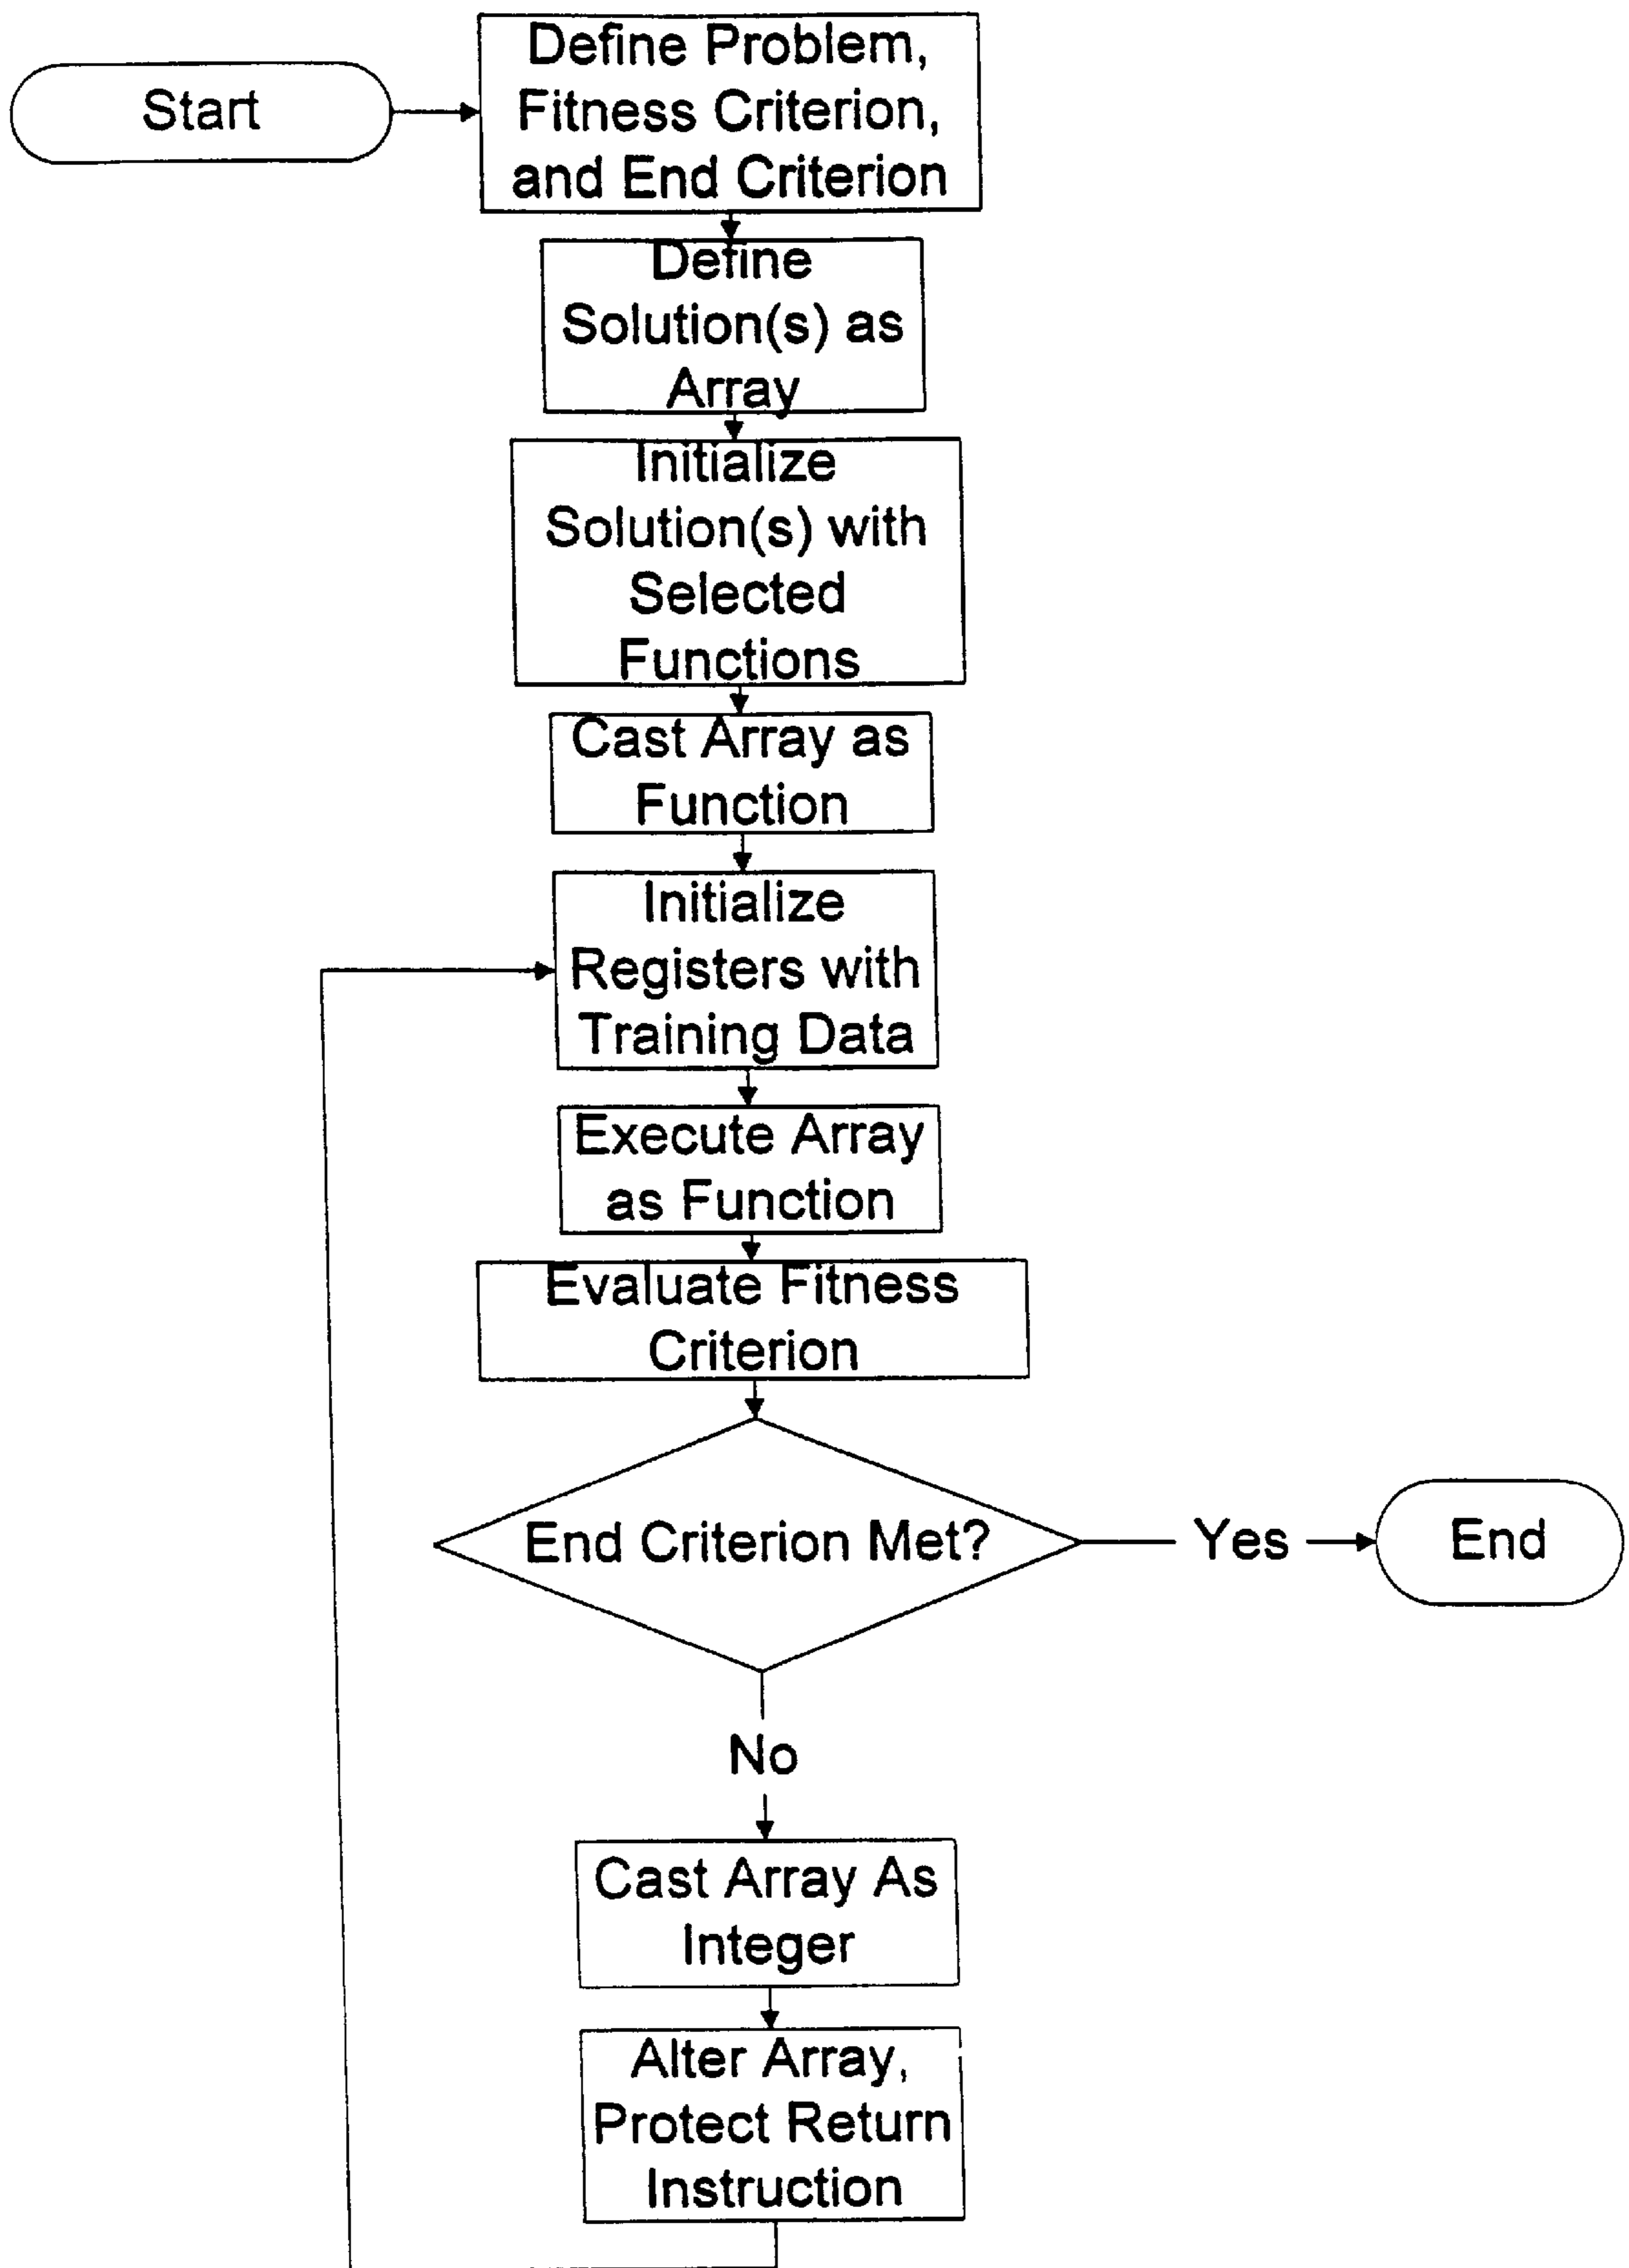 Start
Define Problem,
Fitness Criterion,
and End Criterion
Define
Solution(s) as
Array
Initialize
Solution(s) with
Selected
Functions
Cast Array as
Function
Initialize
Registers with
Training Data
Execute Array
as Function
Evaluate Fitness
Criterion
End Criterion Met?
Yes
End
No
Cast Array As
Integer
Alter Array,
Protect Return
Instruction